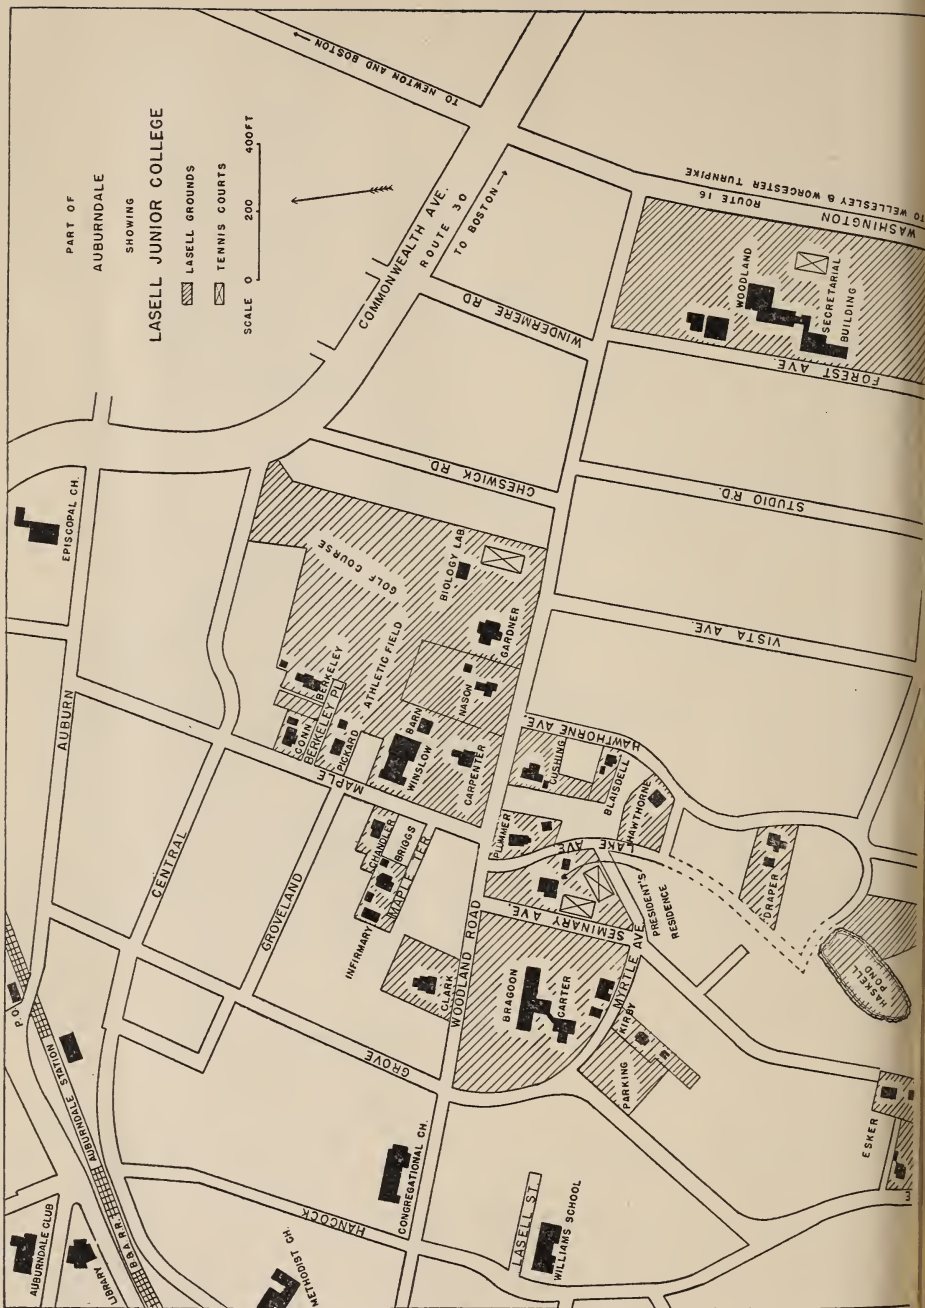 PART OF
AUBURNDALE
SHOWING
LASELL JUNIOR COLLEGE
LASELL GROUNDS
TENNIS COURTS
SCALE 0 200 400FT
TO NEWTON AND BOSTON
COMMONWEALTH AVE.
ROUTE 30
TO BOSTON
WASHINGTON
ROUTE 16
TO WELLESLEY & WORCESTER TURNPIKE
WOODLAND
SECRETARIAL
BUILDING
FOREST AVE.
WINDERMERE RD
CHESWICK RD.
STUDIO RD.
VISTA AVE.
EPISCOPAL CH.
AUBURN
CENTRAL
GROVELAND
MAPLE
GOLF COURSE
BIOLOGY LAB
ATHLETIC FIELD
GARDNER
NASON
BERKELEY
BERKELEY PL.
CONN
PICKARD
BARN
WINSLOW
CARPENTER
CUSHING
HAWTHORNE AVE
BLAISDELL
HAWTHORNE
PLUMMER
LAKE AVE
DRAPER
HASKELL
POND
PRESIDENT'S
RESIDENCE
SEMINARY AVE.
CHANDLER
BRIGGS
MAPLE TER
INFIRMARY
CLARK
WOODLAND ROAD
BRAGDON
CARTER
MYRTLE AVE
KIRBY
PARKING
GROVE
ESKER
P.O.
AUBURNDALE STATION
B.&A.R.R.
AUBURNDALE CLUB
LIBRARY
HANCOCK
METHODIST CH.
CONGREGATIONAL CH.
LASELL ST.
WILLIAMS SCHOOL